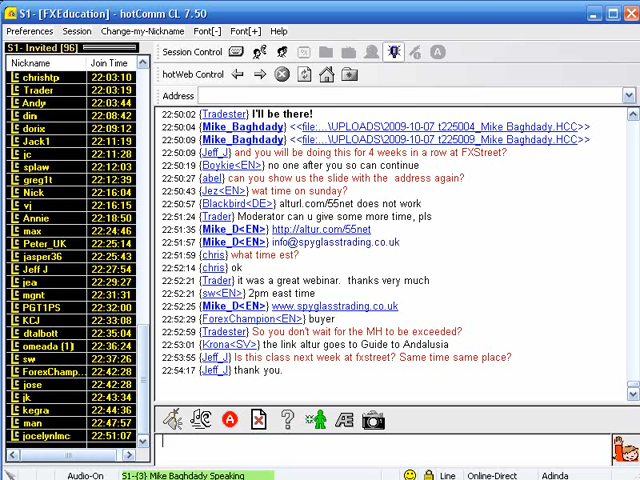 S1- [FXEducation] - hotComm CL 7.50
Preferences Session Change-my-Nickname Font[-] Font[+] Help
S1- Invited [96]
Session Control
Nickname Join Time
hotWeb Control
Address
chrishtp 22:03:10
Trader 22:03:19
Andy 22:03:44
din 22:08:42
dorix 22:09:12
Jack1 22:11:19
jc 22:11:28
splaw 22:12:23
greg1t 22:12:39
Nick 22:16:04
vj 22:16:15
Annie 22:18:50
max 22:24:46
Peter_UK 22:25:14
jasper36 22:25:43
Jeff J 22:27:54
jea 22:29:27
mgnt 22:31:31
PGT1PS 22:32:00
KCJ 22:33:08
dtalbott 22:35:04
omeada (1) 22:36:24
sw 22:37:26
ForexChamp... 22:42:28
jose 22:42:28
jk 22:43:34
kegra 22:44:36
man 22:47:57
jocelynlmc 22:51:07
22:50:02 {Tradester} I'll be there!
22:50:04 {Mike_Baghdady} <<file:...\UPLOADS\2009-10-07 t225004_Mike Baghdady.HCC>>
22:50:09 {Mike_Baghdady} <<file:...\UPLOADS\2009-10-07 t225009_Mike Baghdady.HCC>>
22:50:09 {Jeff_J} and you will be doing this for 4 weeks in a row at FXStreet?
22:50:19 {Boykie<EN>} no one after you so can continue
22:50:27 {abel} can you show us the slide with the address again?
22:50:43 {Jez<EN>} wat time on sunday?
22:50:57 {Blackbird<DE>} alturl.com/55net does not work
22:51:24 {Trader} Moderator can u give some more time, pls
22:51:35 {Mike_D<EN>} http://altur.com/55net
22:51:57 {Mike_D<EN>} info@spyglasstrading.co.uk
22:51:59 {chris} what time est?
22:52:14 {chris} ok
22:52:21 {Trader} it was a great webinar. thanks very much
22:52:21 {sw<EN>} 2pm east time
22:52:25 {Mike_D<EN>} www.spyglasstrading.co.uk
22:52:29 {ForexChampion<EN>} buyer
22:52:59 {Tradester} So you don't wait for the MH to be exceeded?
22:53:02 {Krona<SV>} the link altur goes to Guide to Andalusia
22:53:55 {Jeff_J} Is this class next week at fxstreet? Same time same place?
22:54:17 {Jeff_J} thank you.
Audio-On S1-{3} Mike Baghdady Speaking Line Online-Direct Adinda